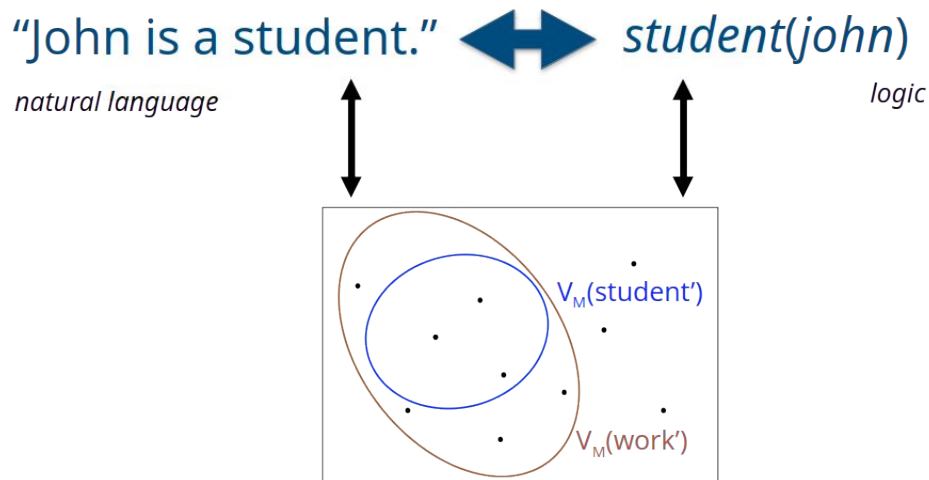 “John is a student.” student(john)
natural language logic
V_M(student’)
V_M(work’)